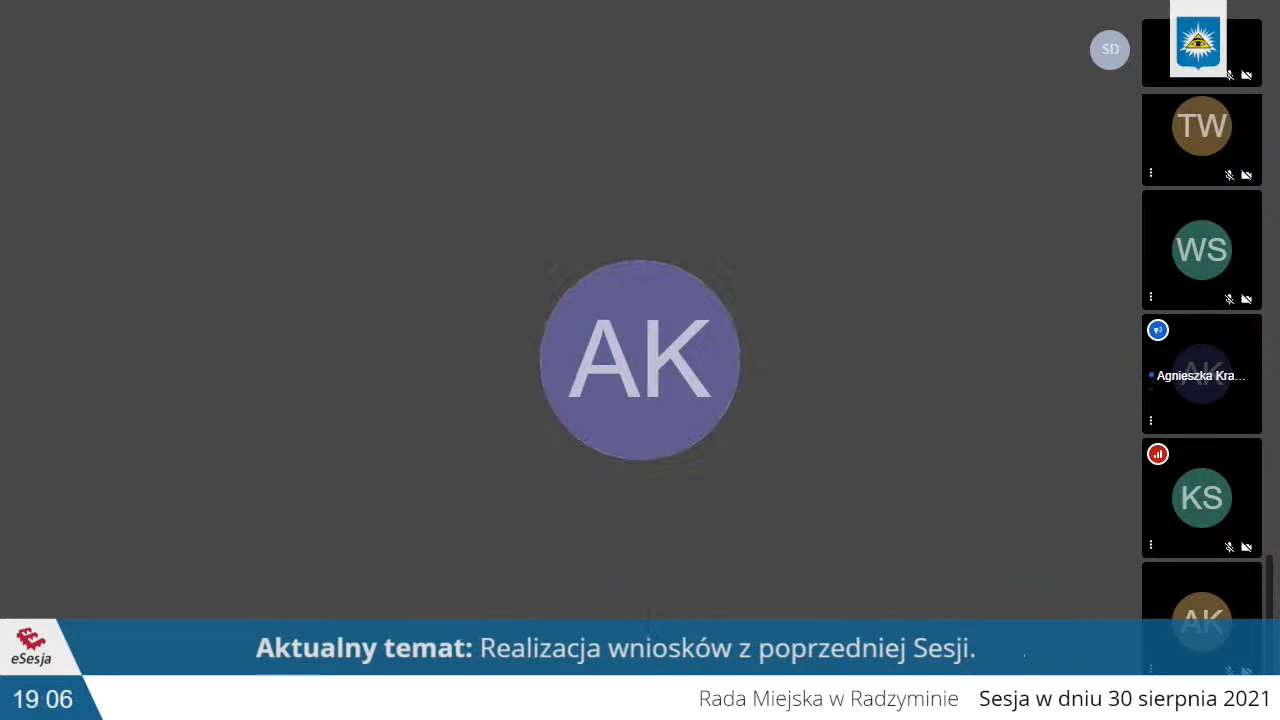 SD
TW
WS
AK
Agnieszka Kra...
AK
KS
AK
eSesja
Aktualny temat: Realizacja wniosków z poprzedniej Sesji.
19 06
Rada Miejska w Radzyminie Sesja w dniu 30 sierpnia 2021